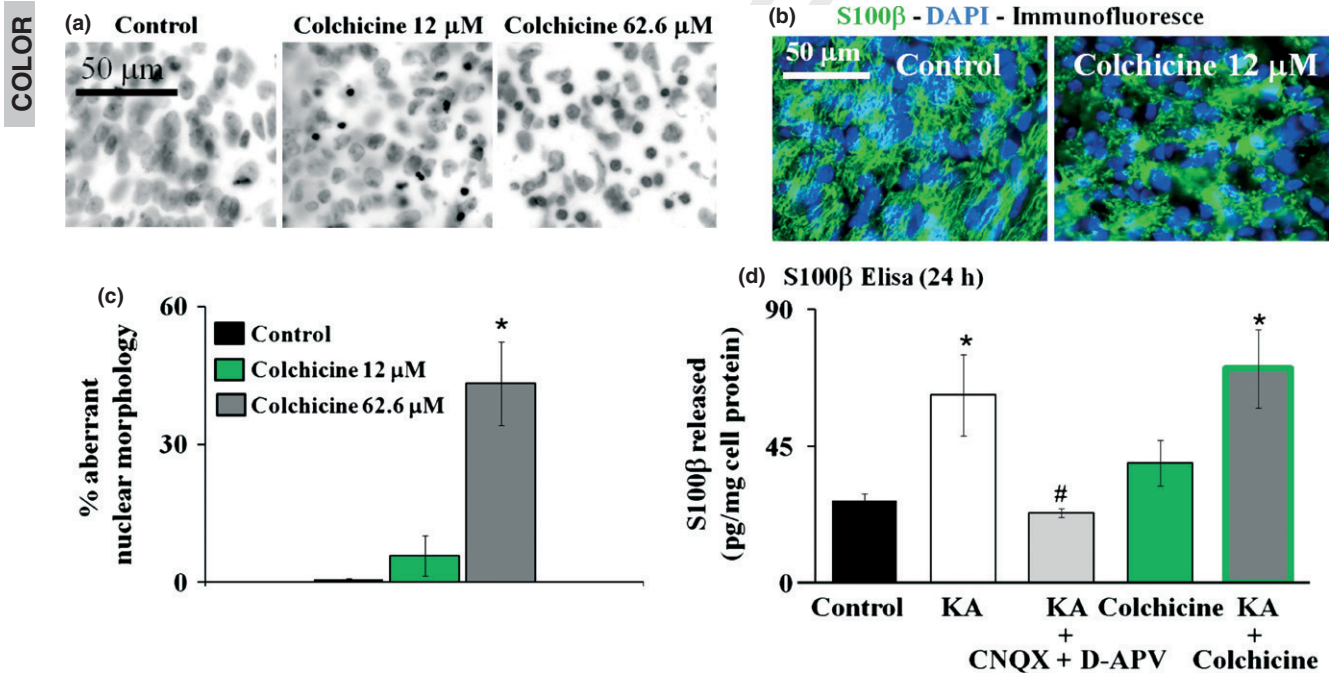 COLOR
(a)
Control
Colchicine 12 µM
Colchicine 62.6 µM
50 µm
(b)
S100β - DAPI - Immunofluoresce
50 µm
Control
Colchicine 12 µM
(c)
% aberrant
nuclear morphology
60
30
0
Control
Colchicine 12 µM
Colchicine 62.6 µM
*
(d) S100β Elisa (24 h)
S100β released
(pg/mg cell protein)
90
45
0
*
#
*
Control
KA
KA
+
CNQX + D-APV
Colchicine
KA
+
Colchicine